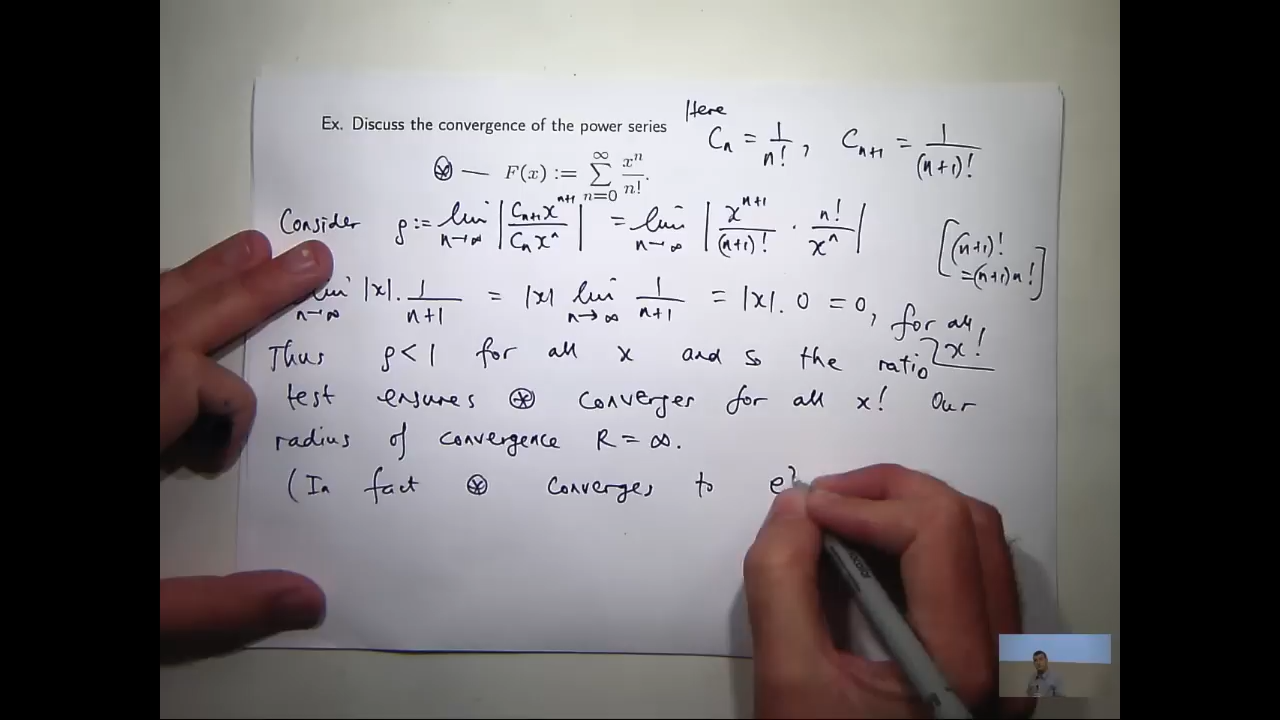 Ex. Discuss the convergence of the power series
Here
Cn = 1/n!, Cn+1 = 1/(n+1)!
⊛ — F(x) := ∑_{n=0}^{∞} x^n/n!.
Consider ρ := lim_{n→∞} |Cn+1 x^{n+1}/Cn x^n| = lim_{n→∞} |x^{n+1}/(n+1)! · n!/x^n|
[(n+1)!
=(n+1)n!]
lim_{n→∞} |x|· 1/(n+1) = |x| lim_{n→∞} 1/(n+1) = |x|. 0 = 0, for all
x!
Thus ρ < 1 for all x and so the ratio
test ensures ⊛ converges for all x! Our
radius of convergence R = ∞.
(In fact ⊛ converges to e